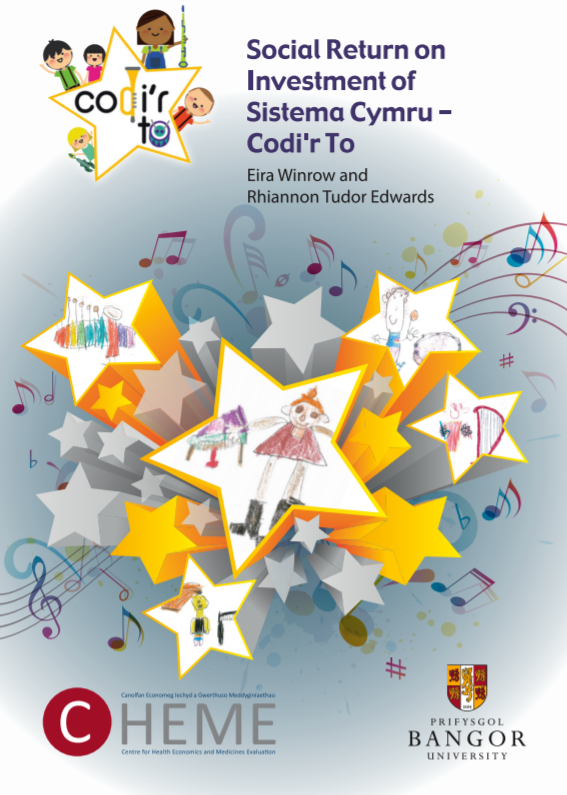 codi'r
to
Social Return on
Investment of
Sistema Cymru –
Codi'r To
Eira Winrow and
Rhiannon Tudor Edwards
Canolfan Economeg Iechyd a Gwerthuso Meddyginiaethau
CHEME
Centre for Health Economics and Medicines Evaluation
PRIFYSGOL
BANGOR
UNIVERSITY